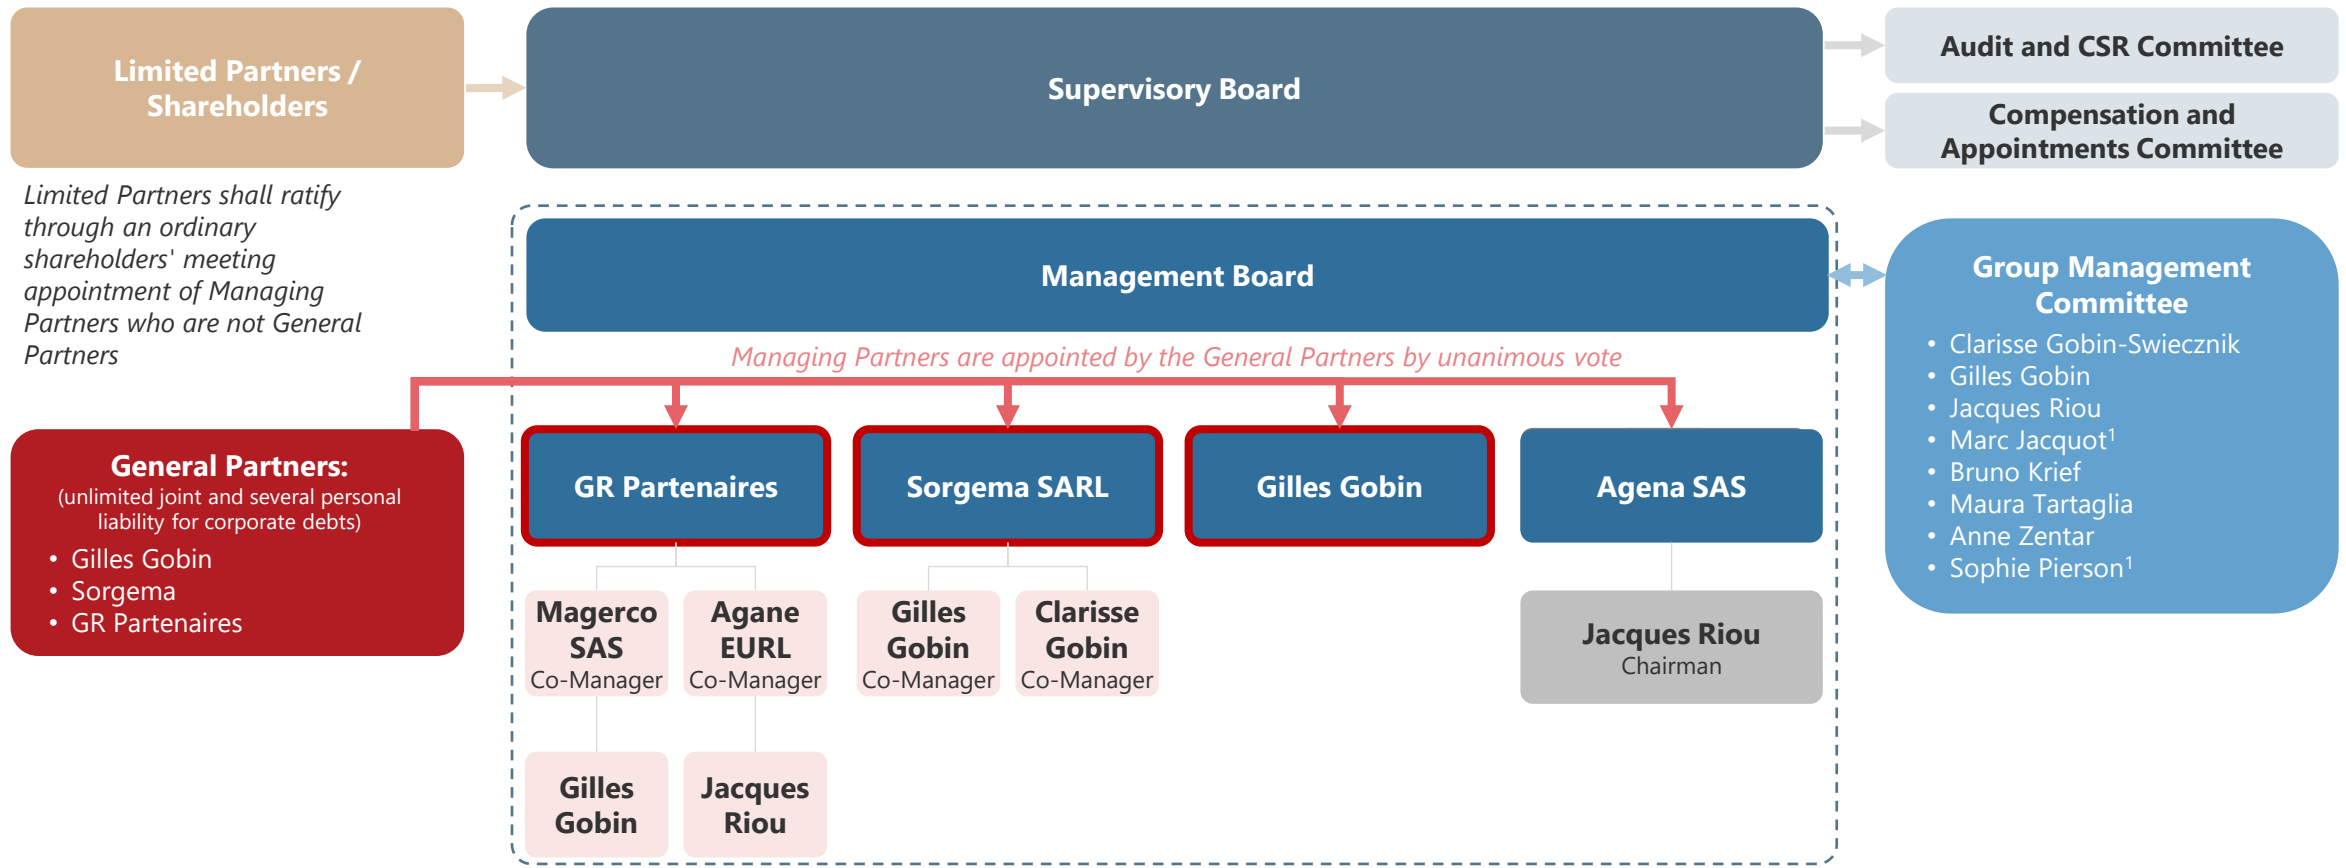 Limited Partners /
Shareholders
Supervisory Board
Audit and CSR Committee
Compensation and
Appointments Committee
Limited Partners shall ratify
through an ordinary
shareholders' meeting
appointment of Managing
Partners who are not General
Partners
Management Board
Managing Partners are appointed by the General Partners by unanimous vote
Group Management
Committee
• Clarisse Gobin-Swiecznik
• Gilles Gobin
• Jacques Riou
• Marc Jacquot¹
• Bruno Krief
• Maura Tartaglia
• Anne Zentar
• Sophie Pierson¹
General Partners:
(unlimited joint and several personal
liability for corporate debts)
• Gilles Gobin
• Sorgema
• GR Partenaires
GR Partenaires
Sorgema SARL
Gilles Gobin
Agena SAS
Magerco
SAS
Co-Manager
Agane
EURL
Co-Manager
Gilles
Gobin
Co-Manager
Clarisse
Gobin
Co-Manager
Jacques Riou
Chairman
Gilles
Gobin
Jacques
Riou